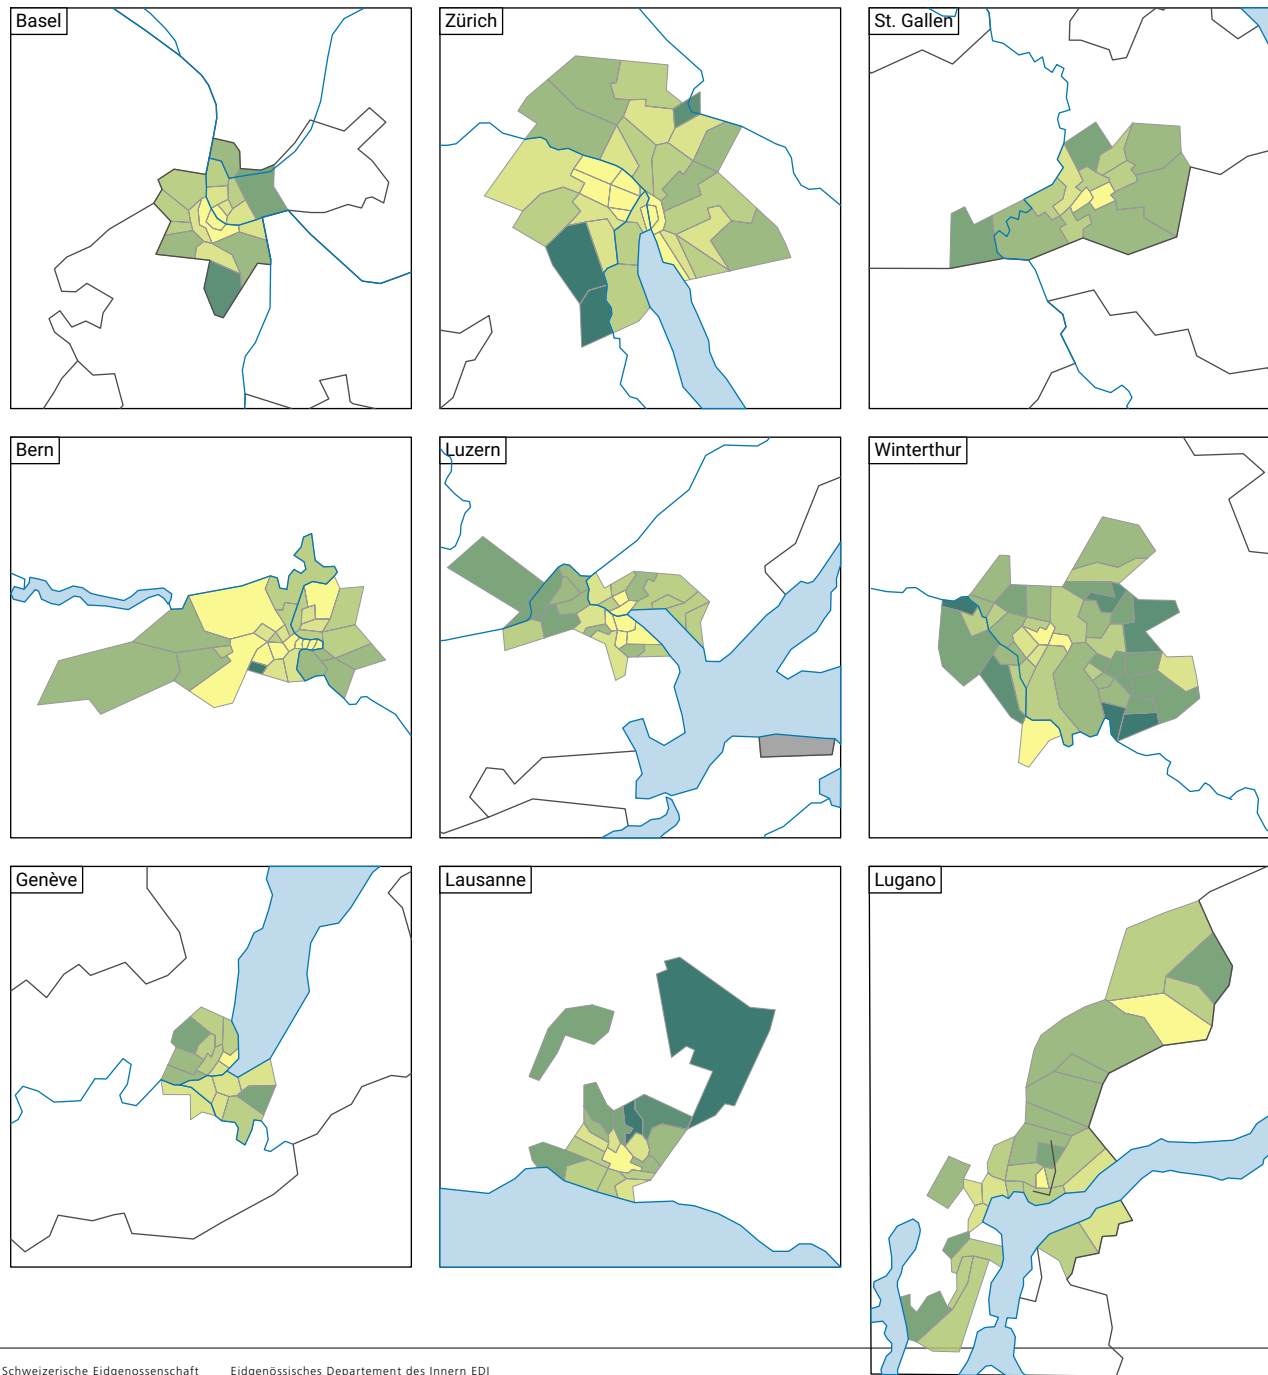 Basel
Zürich
St. Gallen
Bern
Luzern
Winterthur
Genève
Lausanne
Lugano
Schweizerische Eidgenossenschaft Eidgenössisches Departement des Innern EDI